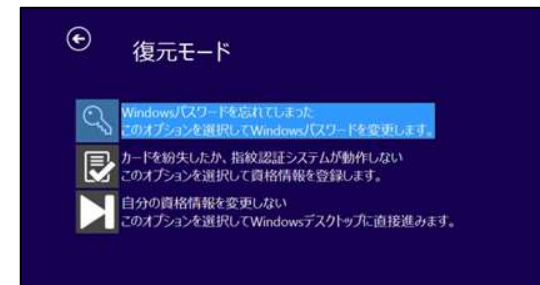 復元モード
Windowsパスワードを忘れてしまった
このオプションを選択してWindowsパスワードを変更します。
カードを紛失したか、指紋認証システムが動作しない
このオプションを選択して資格情報を登録します。
自分の資格情報を変更しない
このオプションを選択してWindowsデスクトップに直接進みます。